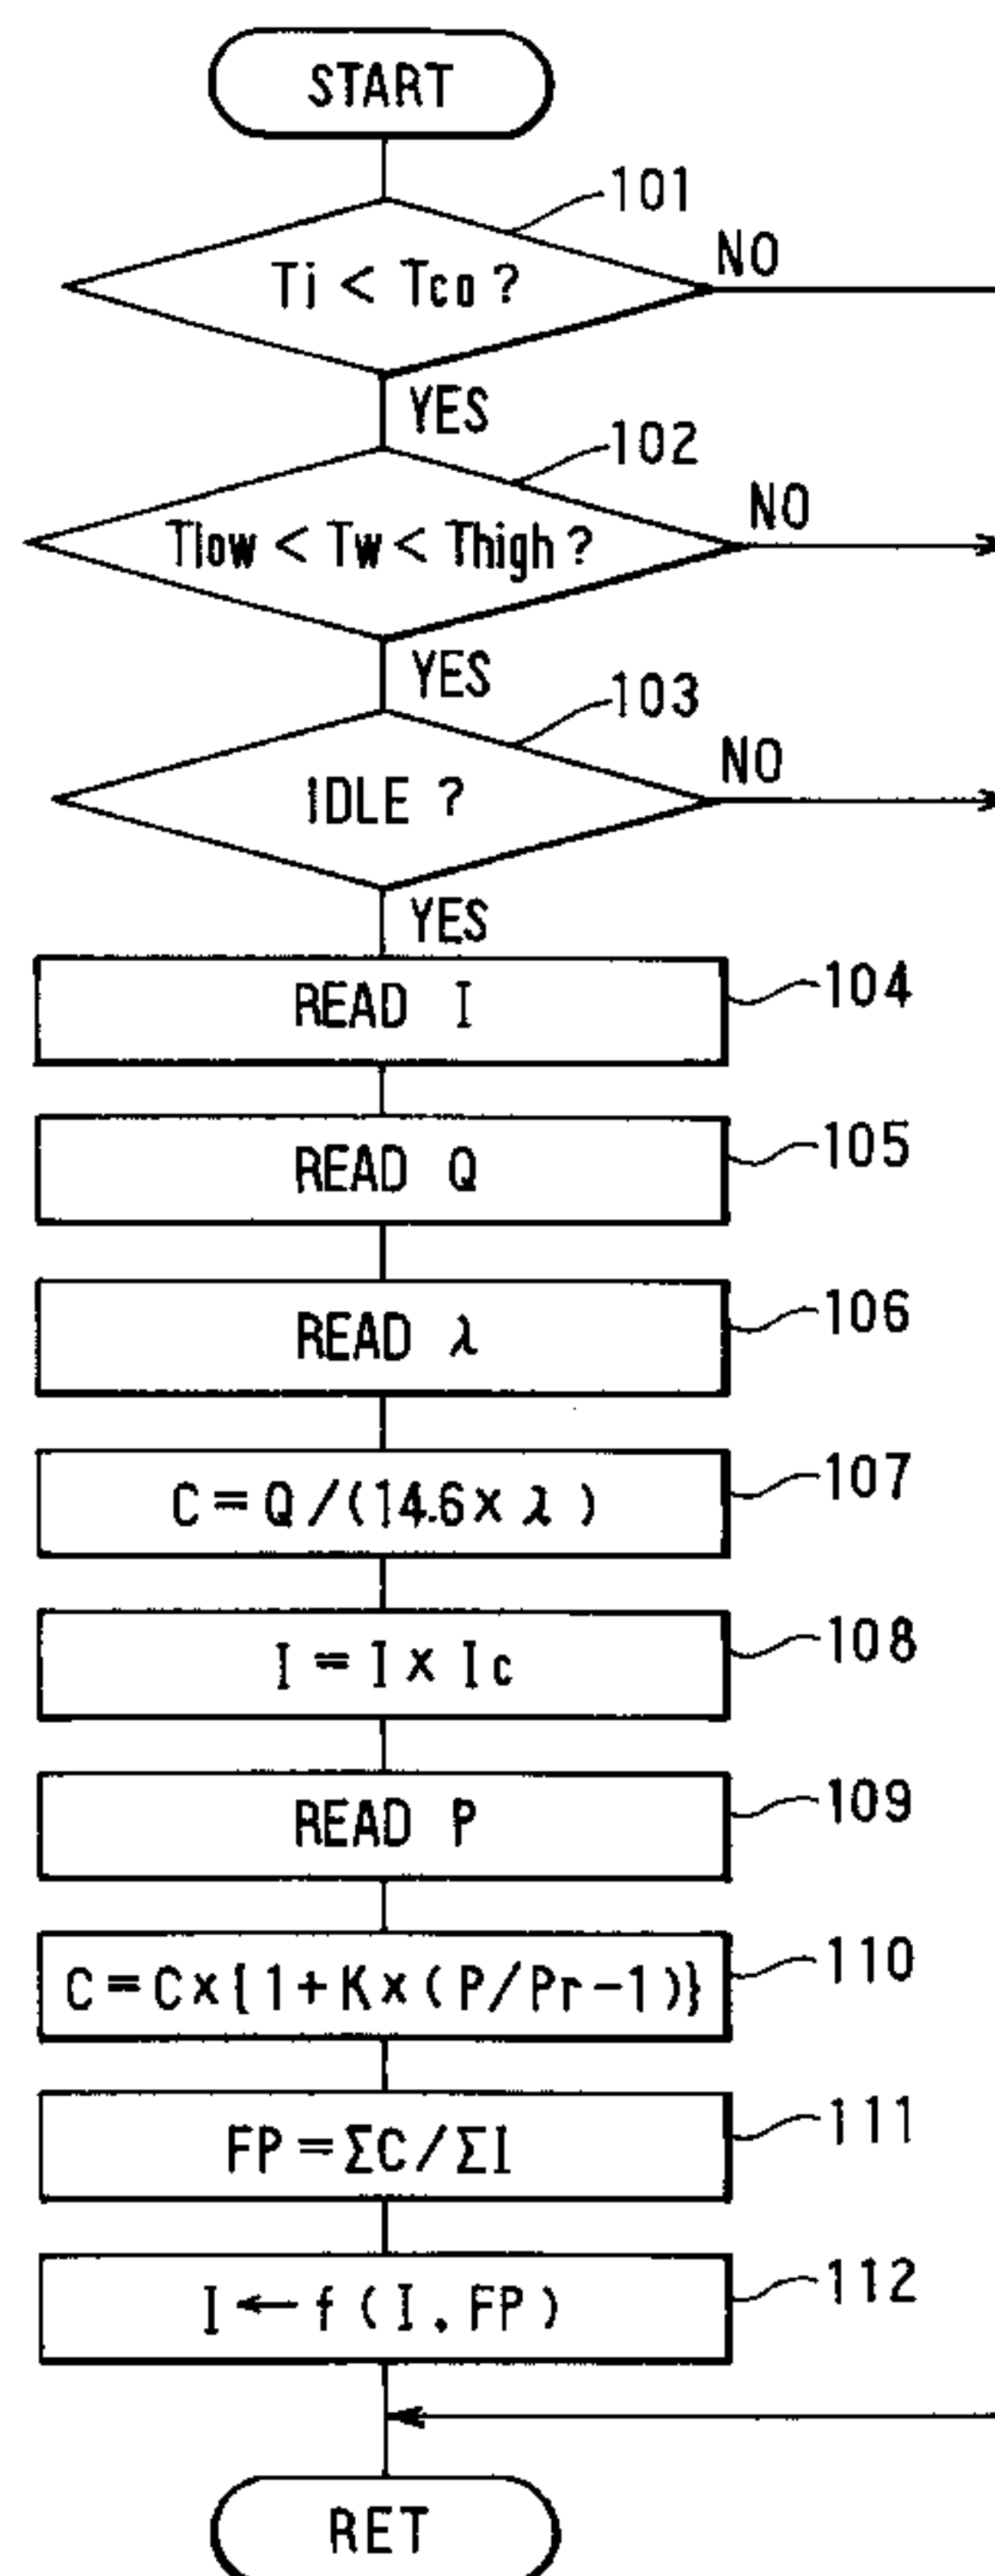 START
101
Ti < Tco ?
NO
YES
102
Tlow < Tw < Thigh ?
NO
YES
103
IDLE ?
NO
YES
READ I
104
READ Q
105
READ λ
106
C = Q / (14.6 × λ )
107
I = I × Ic
108
READ P
109
C = C × { 1 + K × ( P / Pr - 1 ) }
110
FP = ΣC / ΣI
111
I ← f ( I , FP )
112
RET